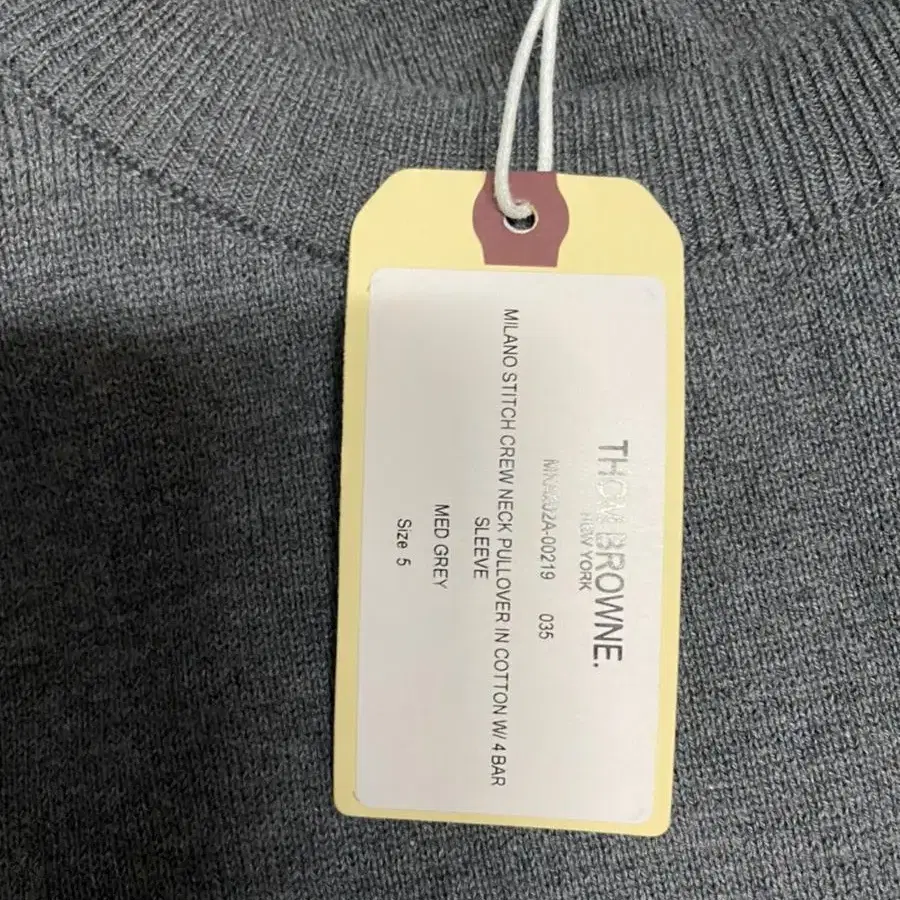 THOM BROWNE.
NEW YORK
MKA002A-00219 035
MILANO STITCH CREW NECK PULLOVER IN COTTON W/ 4 BAR
SLEEVE
MED GREY
Size 5